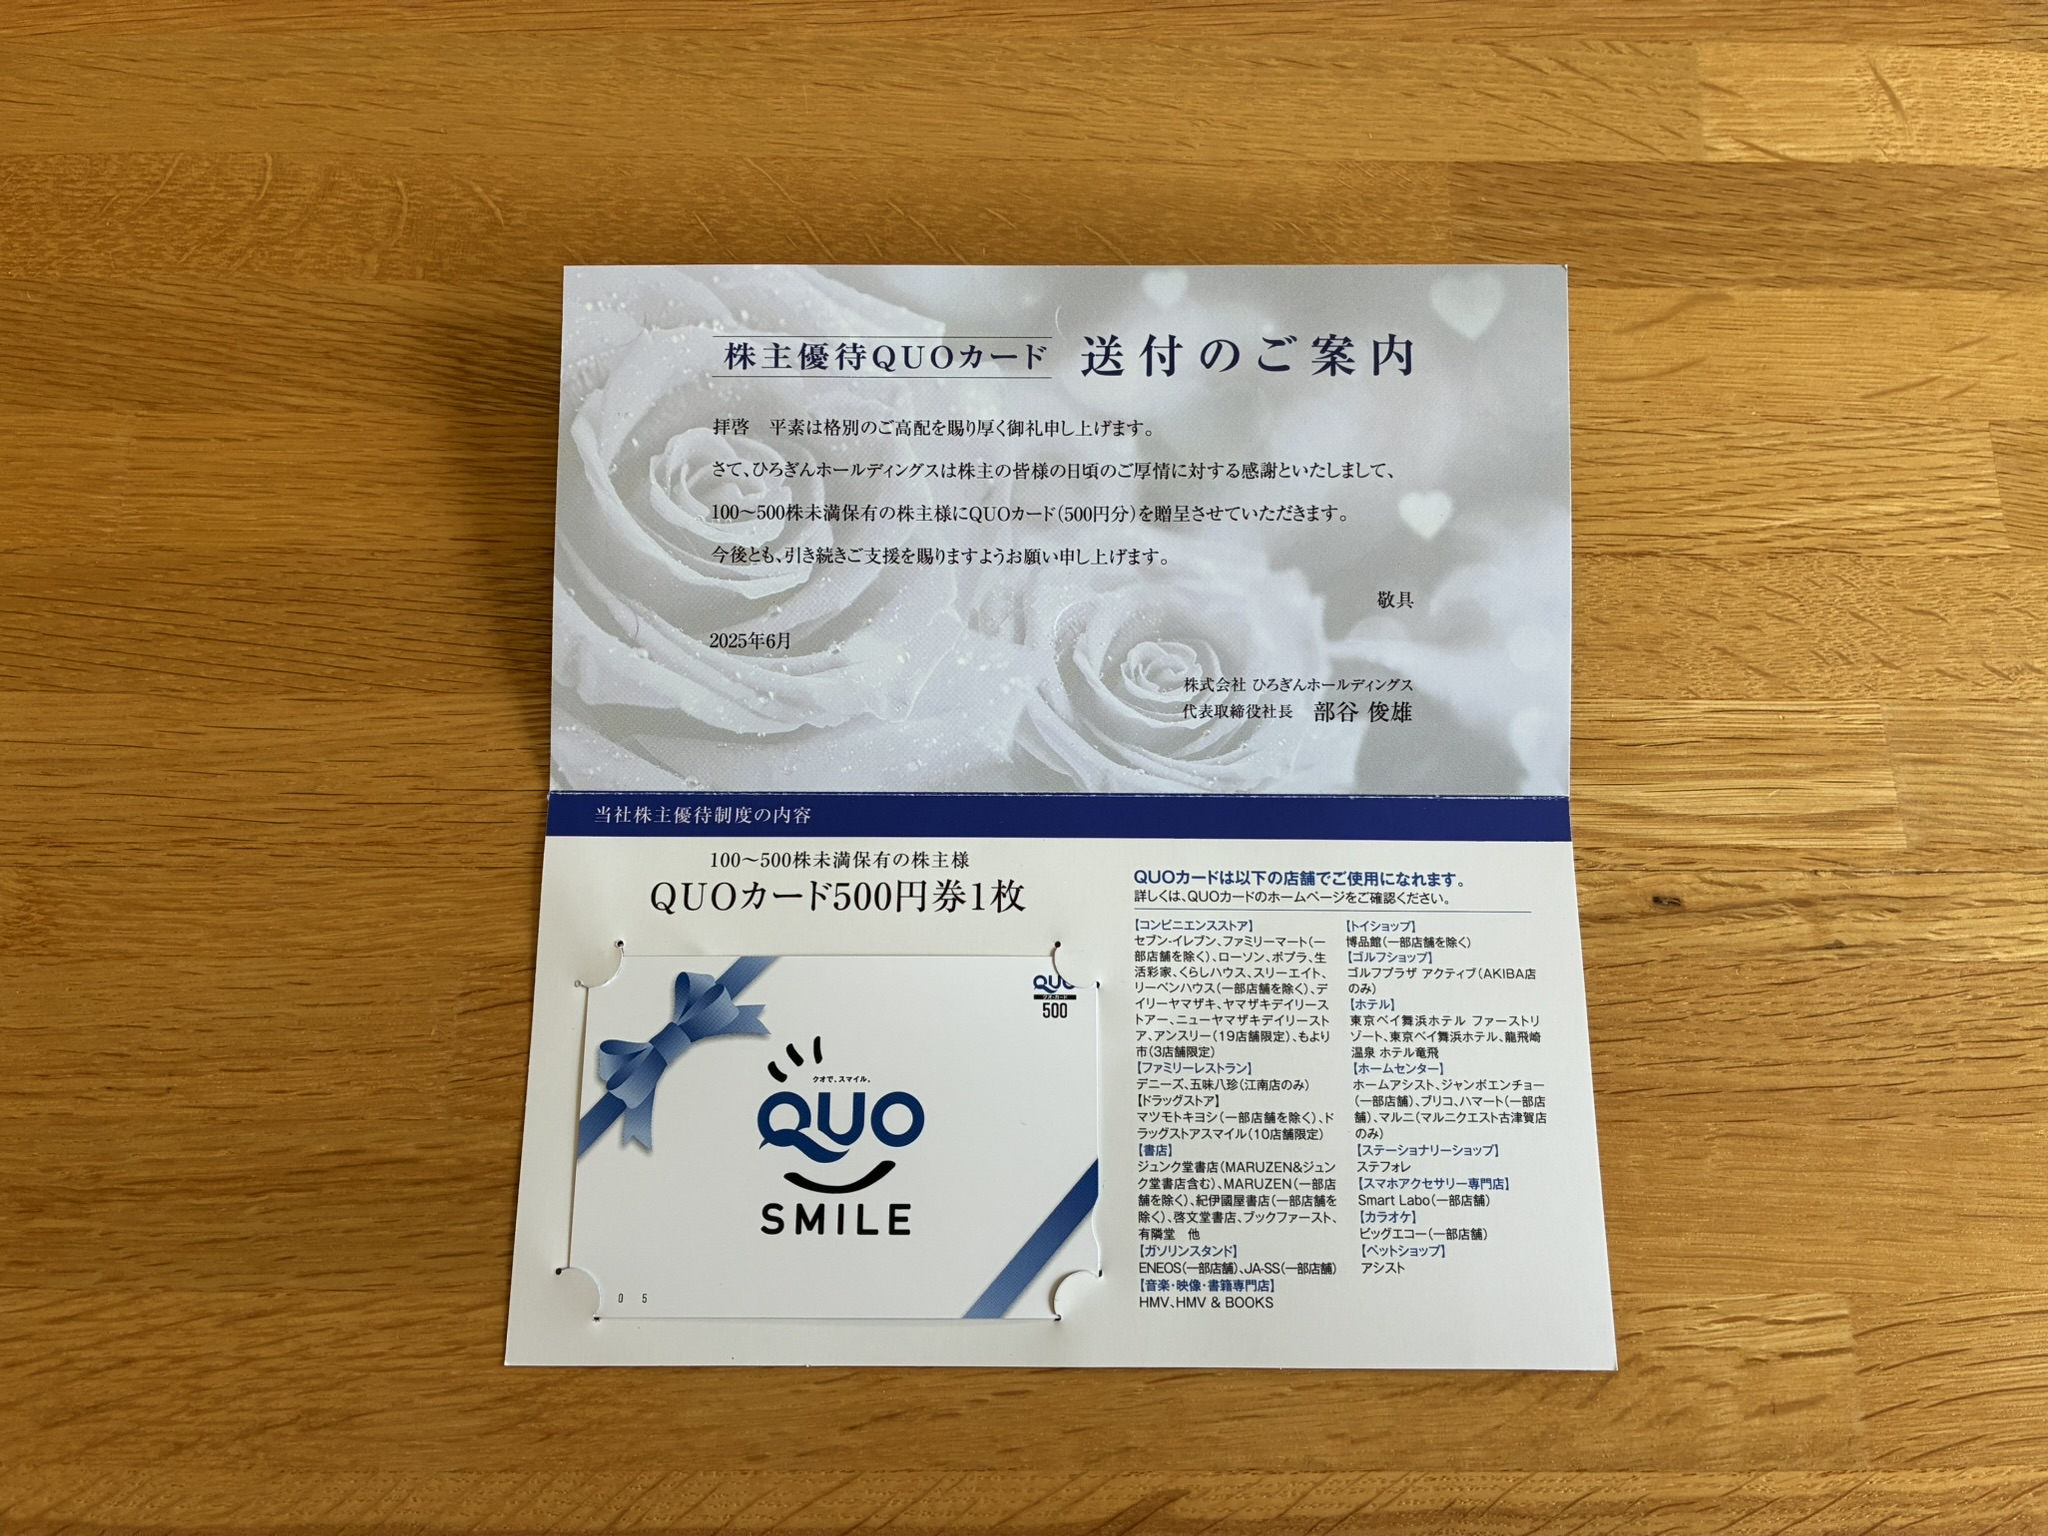 株主優待QUOカード 送付のご案内
拝啓　平素は格別のご高配を賜り厚く御礼申し上げます。
さて、ひろぎんホールディングスは株主の皆様の日頃のご厚情に対する感謝といたしまして、
100～500株未満保有の株主様にQUOカード（500円分）を贈呈させていただきます。
今後とも、引き続きご支援を賜りますようお願い申し上げます。
敬具
2025年6月
株式会社 ひろぎんホールディングス
代表取締役社長　部谷 俊雄
当社株主優待制度の内容
100～500株未満保有の株主様
QUOカード500円券1枚
QUO
クオ・カード
500
クオで、スマイル。
QUO
SMILE
0 5
QUOカードは以下の店舗でご使用になれます。
詳しくは、QUOカードのホームページをご確認ください。
【コンビニエンスストア】
セブン-イレブン、ファミリーマート（一
部店舗を除く）、ローソン、ポプラ、生
活彩家、くらしハウス、スリーエイト、
リーベンハウス（一部店舗を除く）、デ
イリーヤマザキ、ヤマザキデイリース
トアー、ニューヤマザキデイリースト
ア、アンスリー（19店舗限定）、もより
市（3店舗限定）
【ファミリーレストラン】
デニーズ、五味八珍（江南店のみ）
【ドラッグストア】
マツモトキヨシ（一部店舗を除く）、ド
ラッグストアスマイル（10店舗限定）
【書店】
ジュンク堂書店（MARUZEN&ジュン
ク堂書店含む）、MARUZEN（一部店
舗を除く）、紀伊國屋書店（一部店舗を
除く）、啓文堂書店、ブックファースト、
有隣堂　他
【ガソリンスタンド】
ENEOS（一部店舗）、JA-SS（一部店舗）
【音楽・映像・書籍専門店】
HMV、HMV & BOOKS
【トイショップ】
博品館（一部店舗を除く）
【ゴルフショップ】
ゴルフプラザ アクティブ（AKIBA店
のみ）
【ホテル】
東京ベイ舞浜ホテル ファーストリ
ゾート、東京ベイ舞浜ホテル、龍飛崎
温泉 ホテル竜飛
【ホームセンター】
ホームアシスト、ジャンボエンチョー
（一部店舗）、ブリコ、ハマート（一部店
舗）、マルニ（マルニクエスト古津賀店
のみ）
【ステーショナリーショップ】
ステフォレ
【スマホアクセサリー専門店】
Smart Labo（一部店舗）
【カラオケ】
ビッグエコー（一部店舗）
【ペットショップ】
アシスト